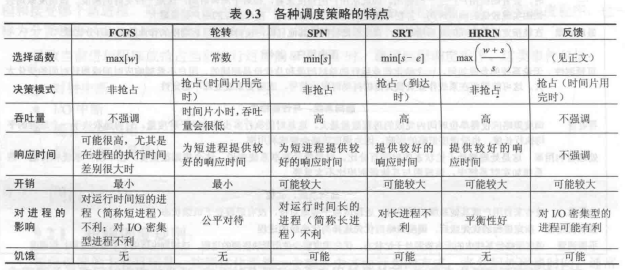 表 9.3 各种调度策略的特点
FCFS 轮转 SPN SRT HRRN 反馈
选择函数 max[w] 常数 min[s] min[s− e] max((w + s)/s) （见正文）
决策模式 非抢占 抢占（时间片用完时） 非抢占 抢占（到达时） 非抢占 抢占（时间片用完时）
吞吐量 不强调 时间片小时，吞吐量会很低 高 高 高 不强调
响应时间 可能很高，尤其是在进程的执行时间差别很大时 为短进程提供较好的响应时间 为短进程提供较好的响应时间 提供较好的响应时间 提供较好的响应时间 不强调
开销 最小 最小 可能较大 可能较大 可能较大 可能较大
对进程的影响 对运行时间短的进程（简称短进程）不利；对 I/O 密集型进程不利 公平对待 对运行时间长的进程（简称长进程）不利 对长进程不利 平衡性好 对 I/O 密集型的进程可能有利
饥饿 无 无 可能 可能 无 可能